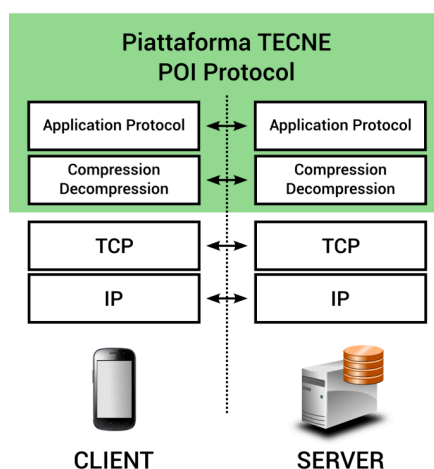 Piattaforma TECNE
POI Protocol
Application Protocol
Application Protocol
Compression
Decompression
Compression
Decompression
TCP
TCP
IP
IP
CLIENT
SERVER